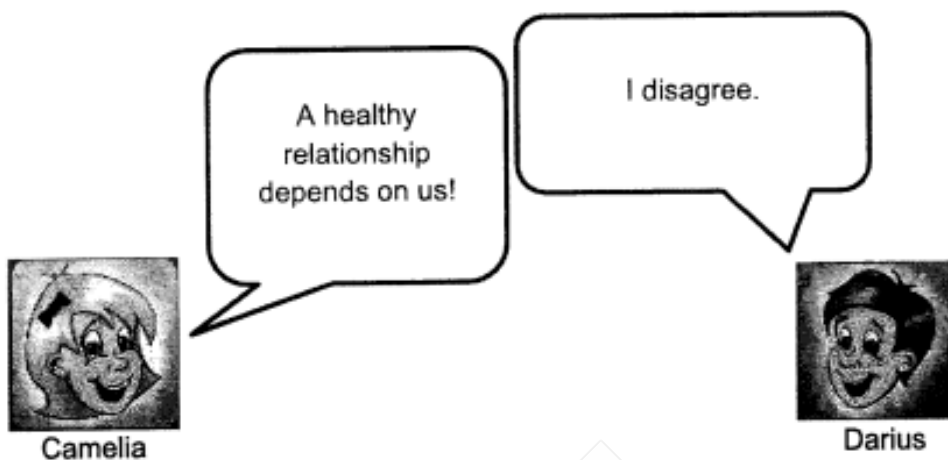 A healthy
relationship
depends on us!
I disagree.
Camelia
Darius